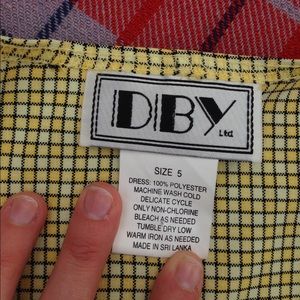 DBY
Ltd
SIZE 5
DRESS: 100% POLYESTER
MACHINE WASH COLD
DELICATE CYCLE
ONLY NON-CHLORINE
BLEACH AS NEEDED
TUMBLE DRY LOW
WARM IRON AS NEEDED
MADE IN SRI LANKA